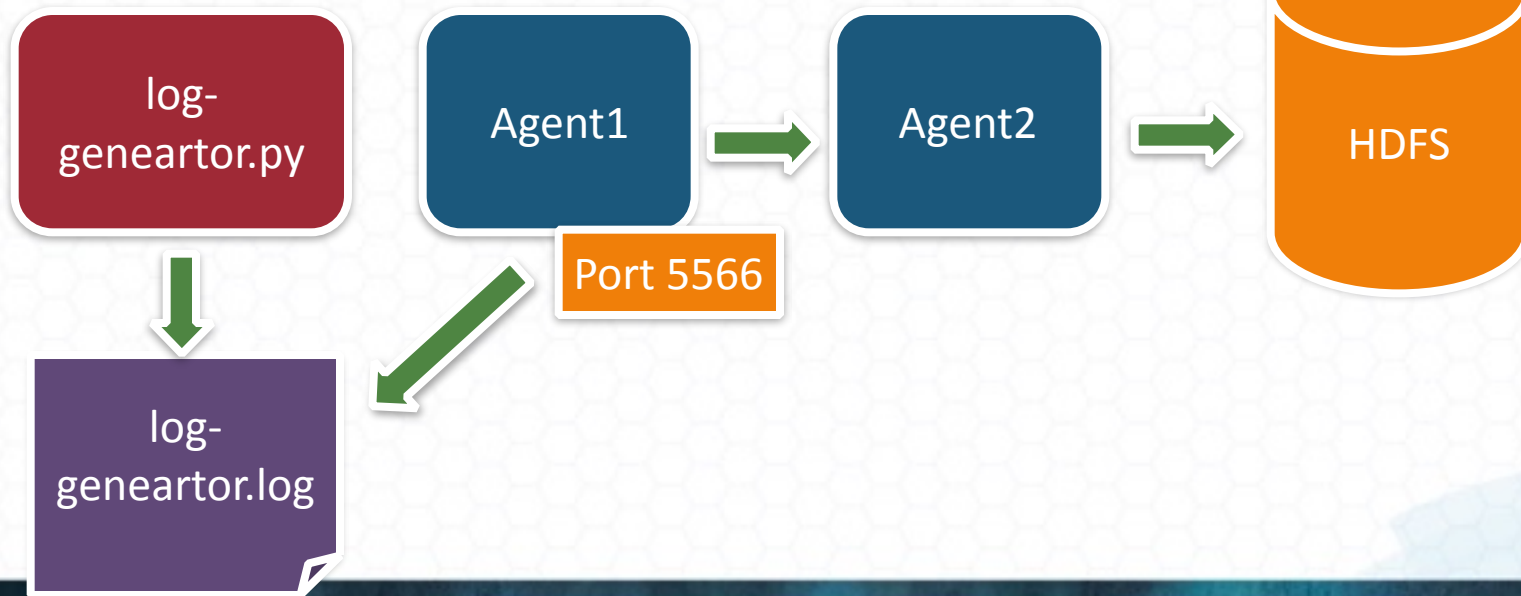 log-
geneartor.py
Agent1
Agent2
HDFS
Port 5566
log-
geneartor.log